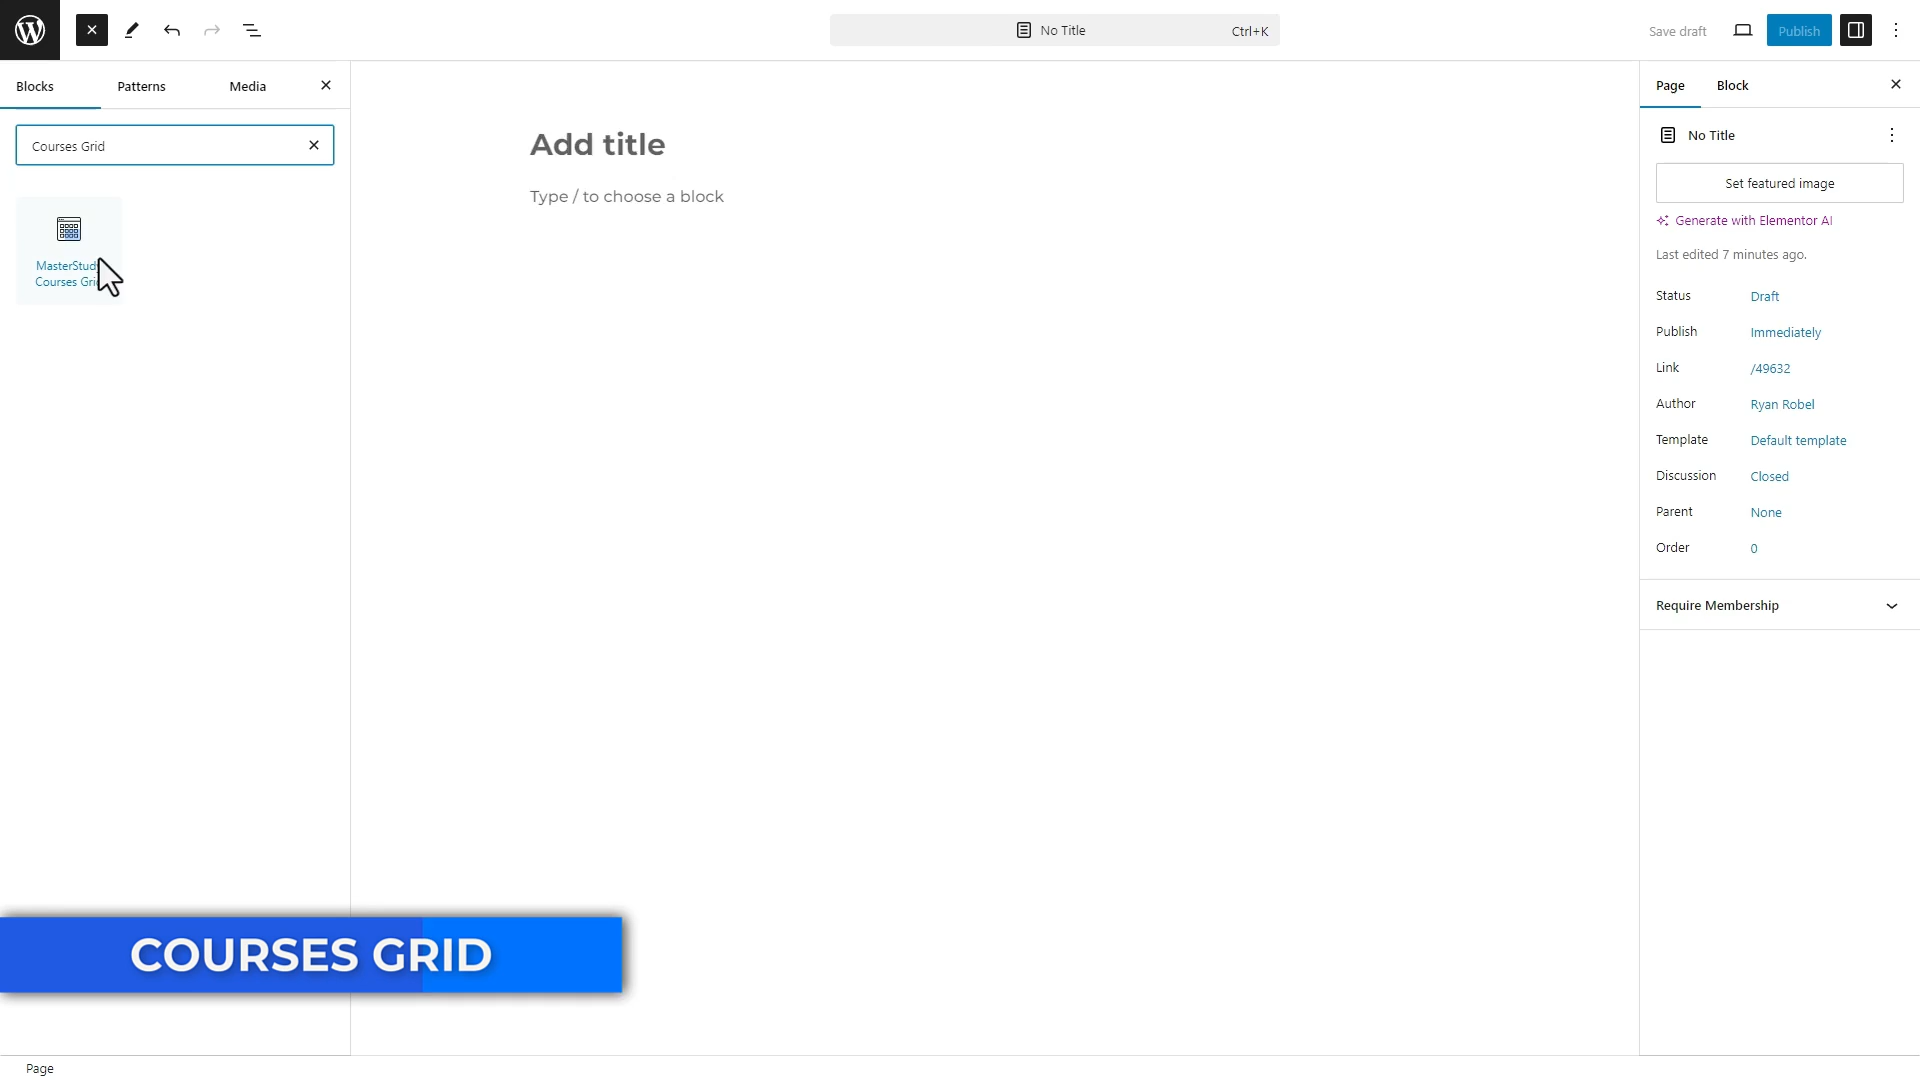 No Title
Ctrl+K
Save draft
Publish
Blocks
Patterns
Media
Courses Grid
MasterStudy
Courses Grid
Add title
Type / to choose a block
Page
Block
No Title
Set featured image
Generate with Elementor AI
Last edited 7 minutes ago.
Status
Draft
Publish
Immediately
Link
/49632
Author
Ryan Robel
Template
Default template
Discussion
Closed
Parent
None
Order
0
Require Membership
COURSES GRID
Page